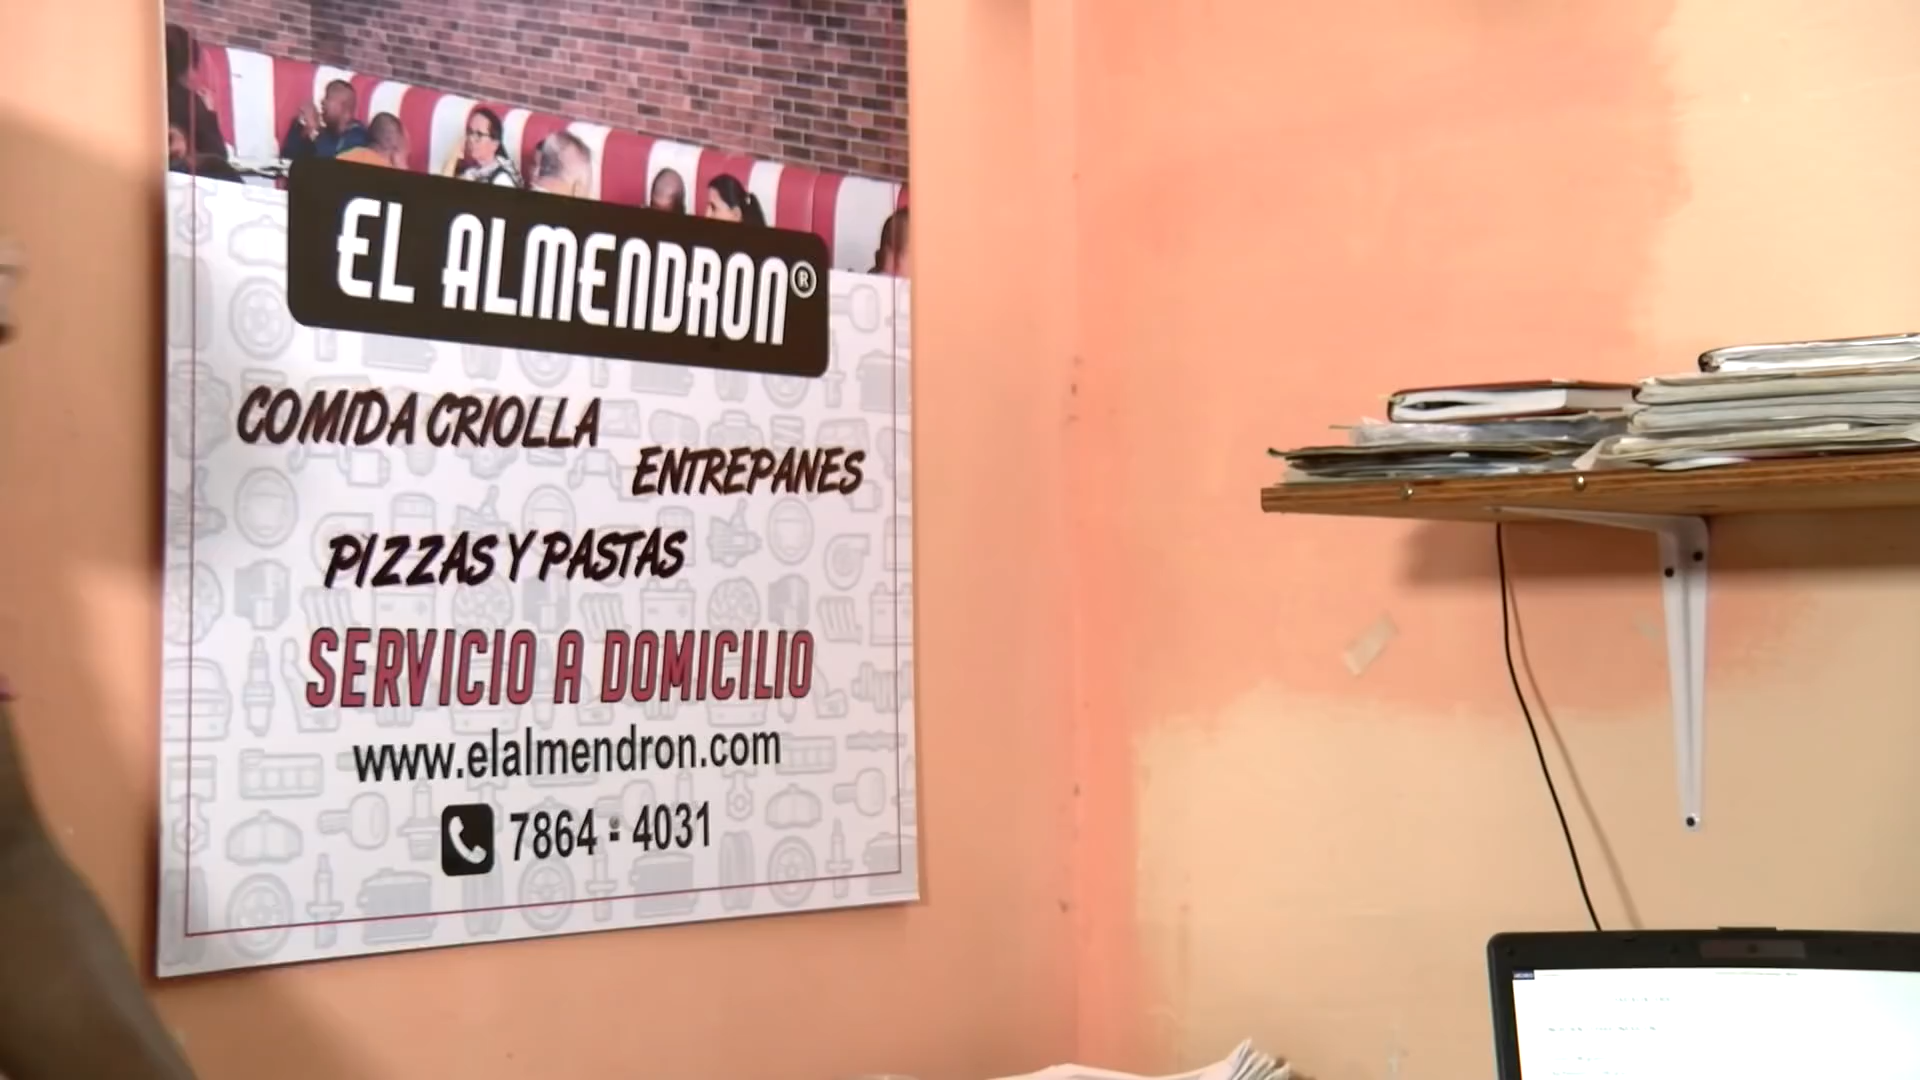 EL ALMENDRON®
COMIDA CRIOLLA
ENTREPANES
PIZZAS Y PASTAS
SERVICIO A DOMICILIO
www.elalmendron.com
7864 - 4031